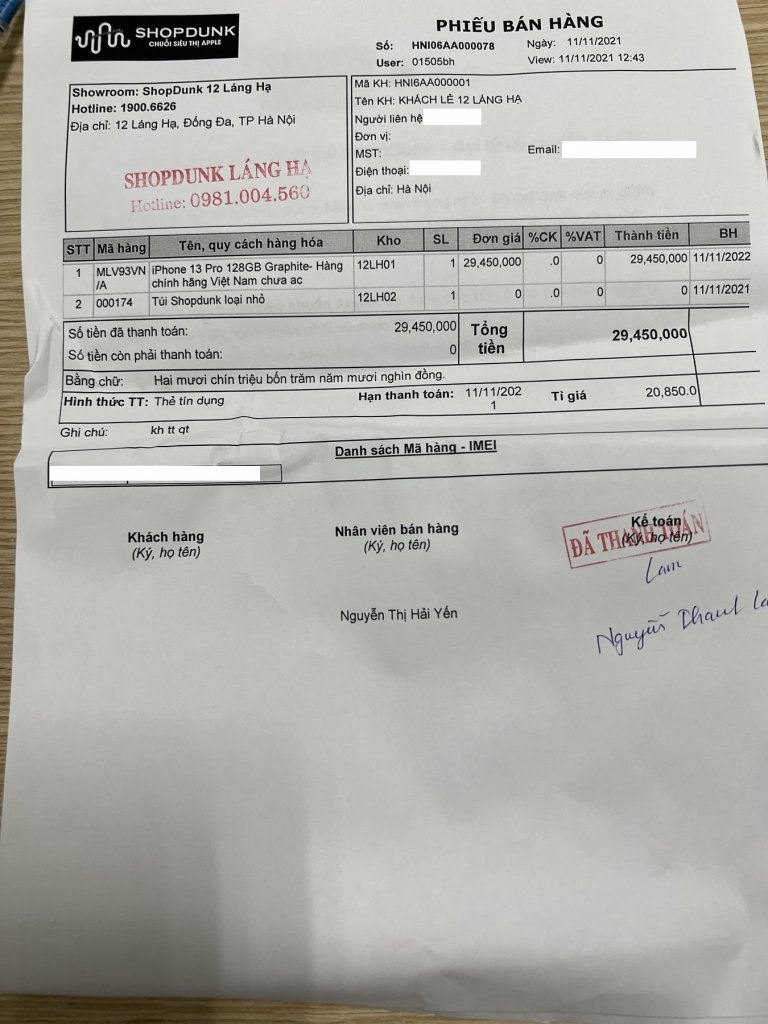 SHOPDUNK
CHUỖI SIÊU THỊ APPLE
PHIẾU BÁN HÀNG
Số: HNI06AA000078 Ngày: 11/11/2021
User: 01505bh View: 11/11/2021 12:43
Showroom: ShopDunk 12 Láng Hạ
Hotline: 1900.6626
Địa chỉ: 12 Láng Hạ, Đống Đa, TP Hà Nội
SHOPDUNK LÁNG HẠ
Hotline: 0981.004.560
Mã KH: HNI6AA000001
Tên KH: KHÁCH LẺ 12 LÁNG HẠ
Người liên hệ
Đơn vị:
MST: Email:
Điện thoại:
Địa chỉ: Hà Nội
STT Mã hàng Tên, quy cách hàng hóa Kho SL Đơn giá %CK %VAT Thành tiền BH
1 MLV93VN/A iPhone 13 Pro 128GB Graphite- Hàng 12LH01 1 29,450,000 .0 0 29,450,000 11/11/2022
chính hãng Việt Nam chưa ac
2 000174 Túi Shopdunk loại nhỏ 12LH02 1 0 .0 0 0 11/11/2021
Số tiền đã thanh toán: 29,450,000 Tổng tiền 29,450,000
Số tiền còn phải thanh toán: 0
Bằng chữ: Hai mươi chín triệu bốn trăm năm mươi nghìn đồng.
Hình thức TT: Thẻ tín dụng Hạn thanh toán: 11/11/2021 Tỉ giá 20,850.0
Ghi chú: kh tt qt
Danh sách Mã hàng - IMEI
Khách hàng Nhân viên bán hàng Kế toán
(Ký, họ tên) (Ký, họ tên) (Ký, họ tên)
ĐÃ THANH TOÁN
Lam
Nguyễn Thị Hải Yến
Nguyễn Thanh